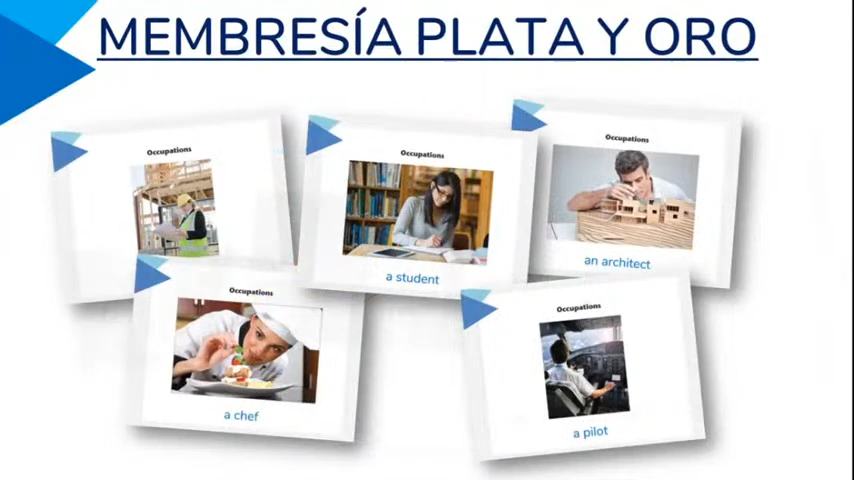 MEMBRESÍA PLATA Y ORO
Occupations
Occupations
a student
Occupations
an architect
Occupations
a chef
Occupations
a pilot